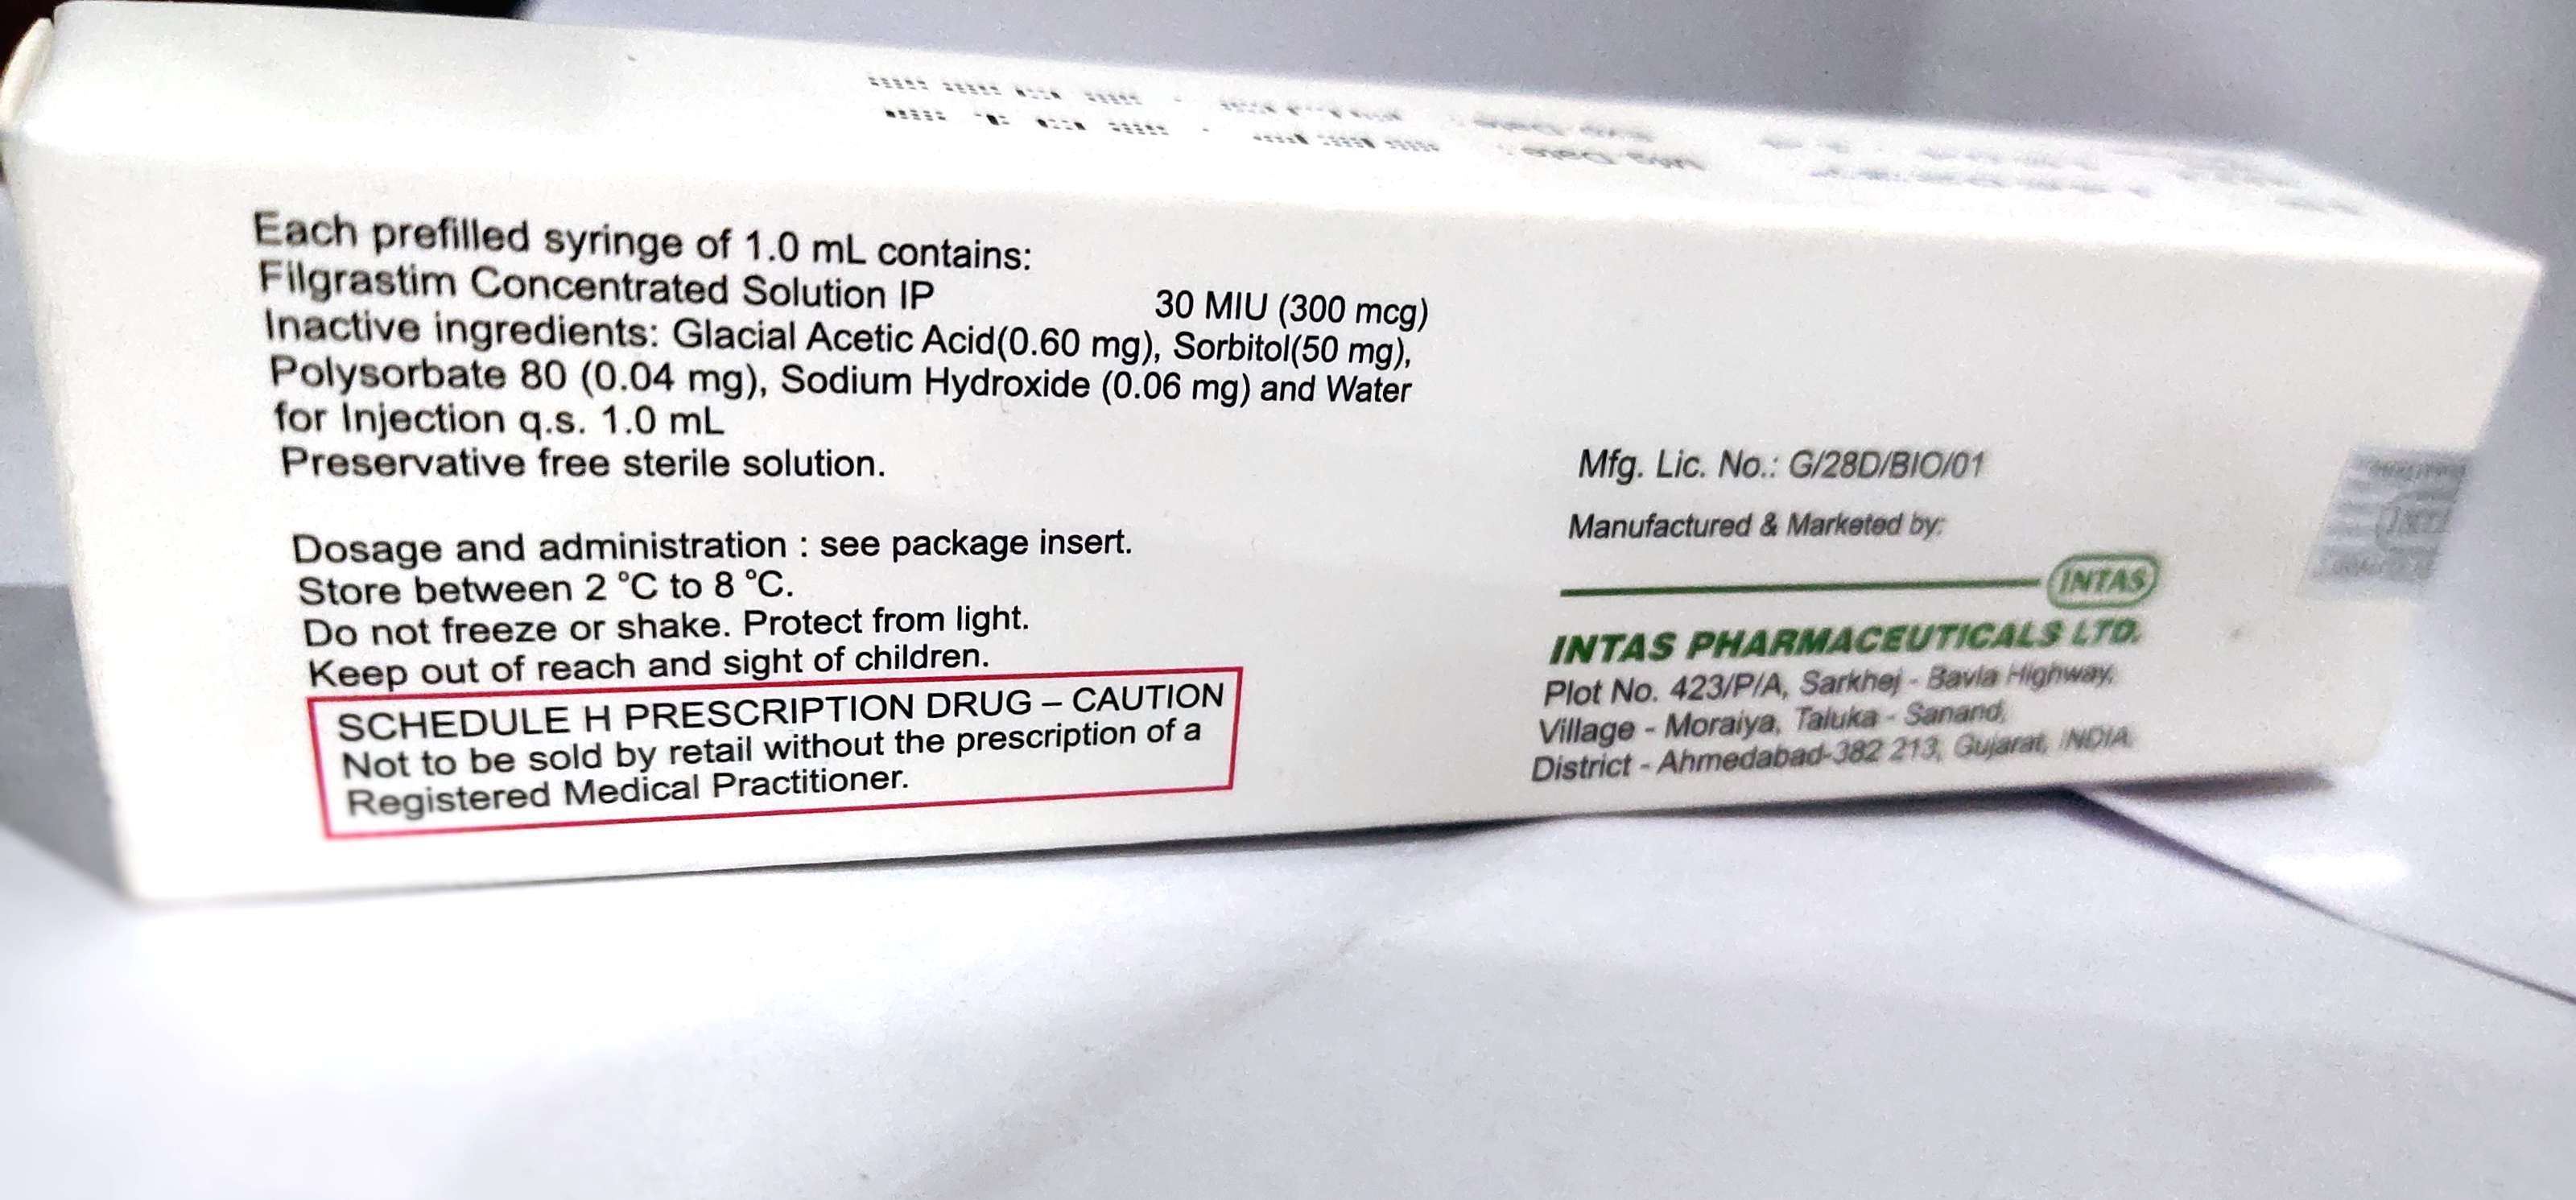 Each prefilled syringe of 1.0 mL contains:
Filgrastim Concentrated Solution IP 30 MIU (300 mcg)
Inactive ingredients: Glacial Acetic Acid(0.60 mg), Sorbitol(50 mg),
Polysorbate 80 (0.04 mg), Sodium Hydroxide (0.06 mg) and Water
for Injection q.s. 1.0 mL
Preservative free sterile solution.
Dosage and administration : see package insert.
Store between 2 °C to 8 °C.
Do not freeze or shake. Protect from light.
Keep out of reach and sight of children.
SCHEDULE H PRESCRIPTION DRUG – CAUTION
Not to be sold by retail without the prescription of a
Registered Medical Practitioner.
Mfg. Lic. No.: G/28D/BIO/01
Manufactured & Marketed by:
INTAS
INTAS PHARMACEUTICALS LTD.
Plot No. 423/P/A, Sarkhej - Bavla Highway,
Village - Moraiya, Taluka - Sanand,
District - Ahmedabad-382 213, Gujarat, INDIA